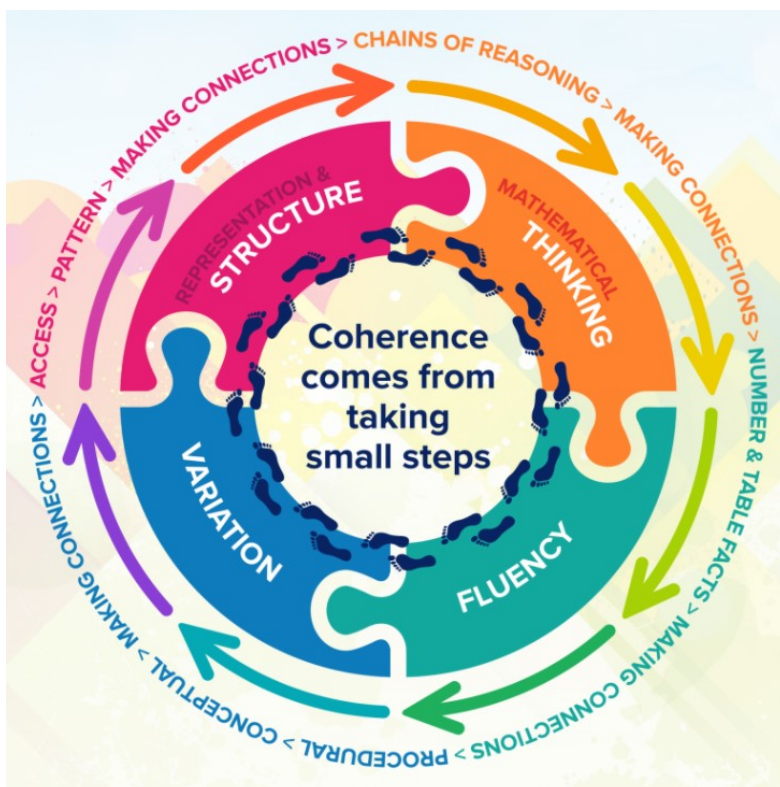 ACCESS > PATTERN > MAKING CONNECTIONS > CHAINS OF REASONING > MAKING CONNECTIONS > NUMBER & TABLE FACTS > MAKING CONNECTIONS > PROCEDURAL > CONCEPTUAL > MAKING CONNECTIONS >
REPRESENTATION &
STRUCTURE
MATHEMATICAL
THINKING
Coherence
comes from
taking
small steps
VARIATION
FLUENCY